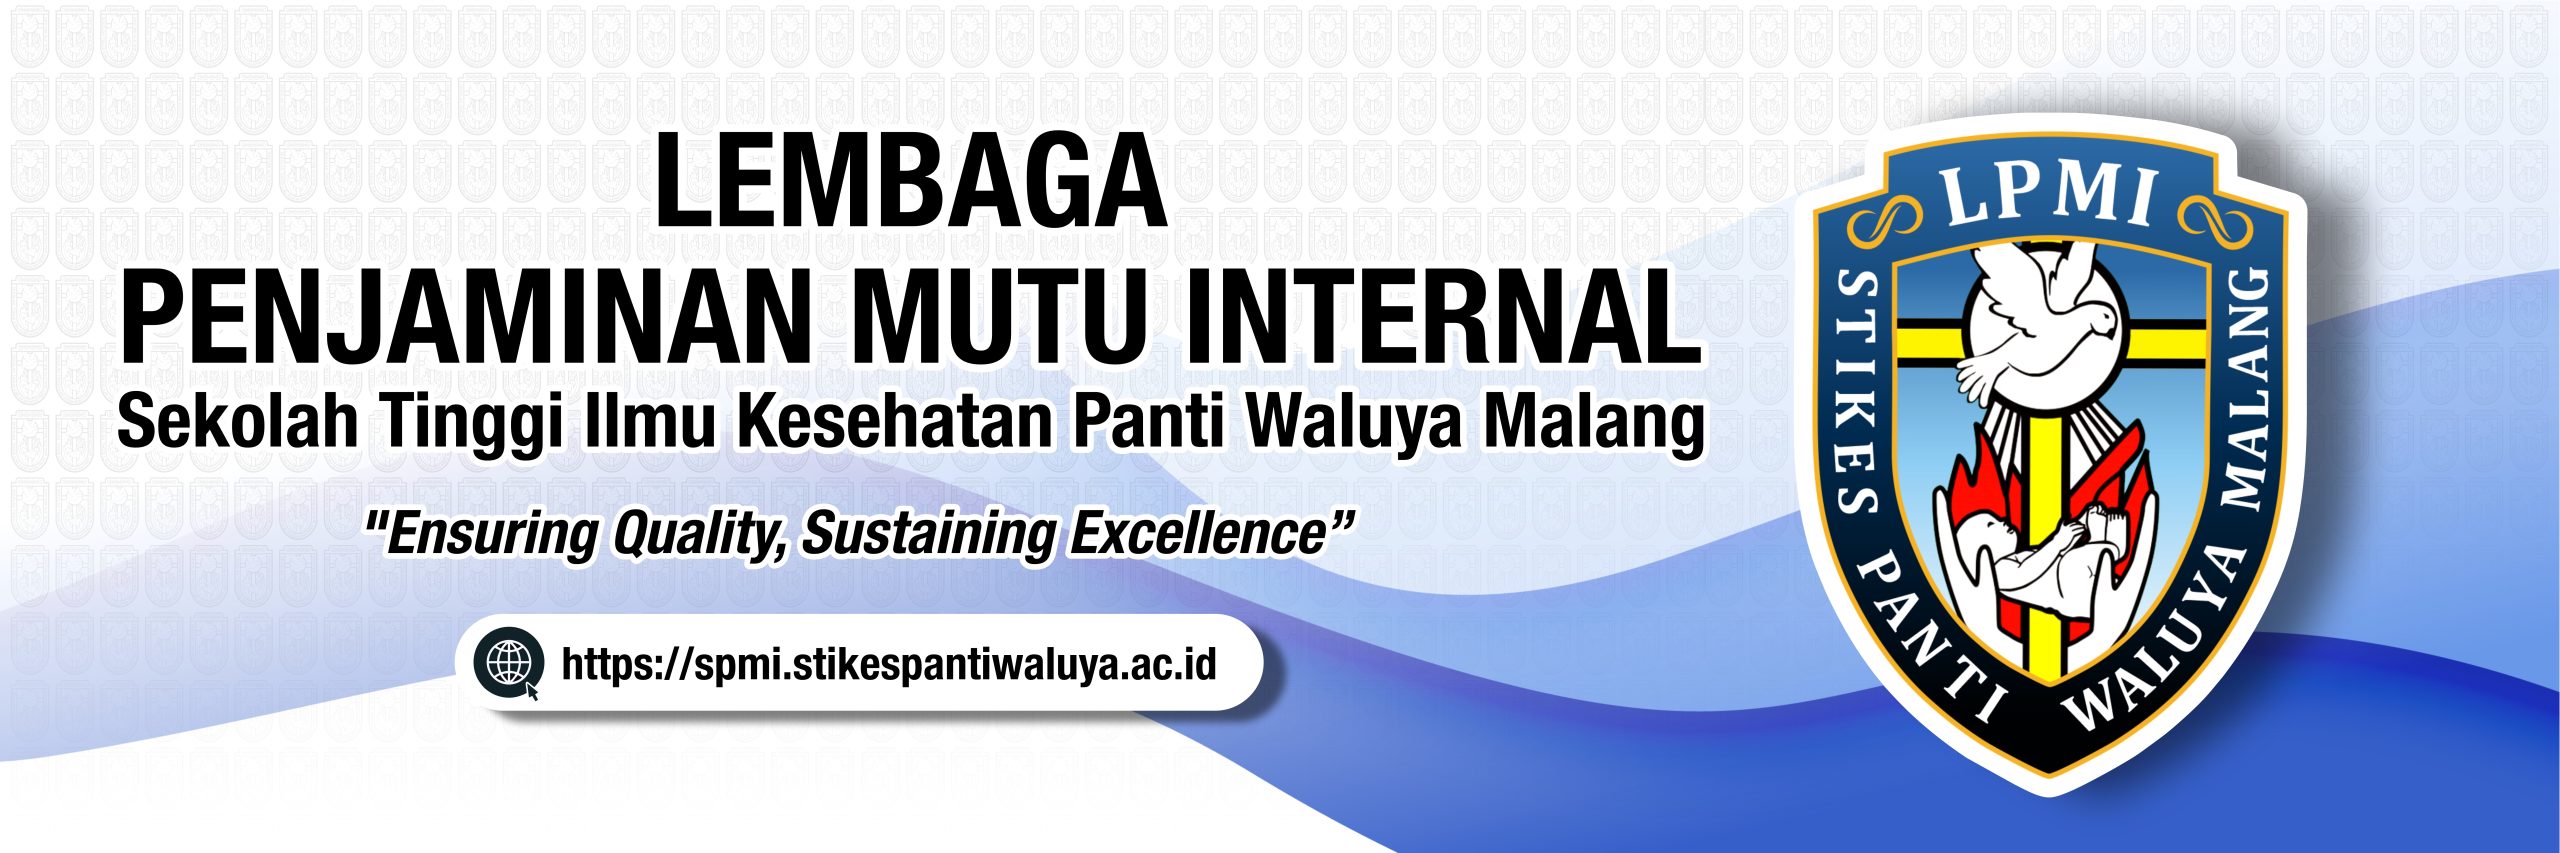 LEMBAGA
PENJAMINAN MUTU INTERNAL
Sekolah Tinggi Ilmu Kesehatan Panti Waluya Malang
"Ensuring Quality, Sustaining Excellence”
https://spmi.stikespantiwaluya.ac.id
LPMI
STIKES PANTI WALUYA MALANG